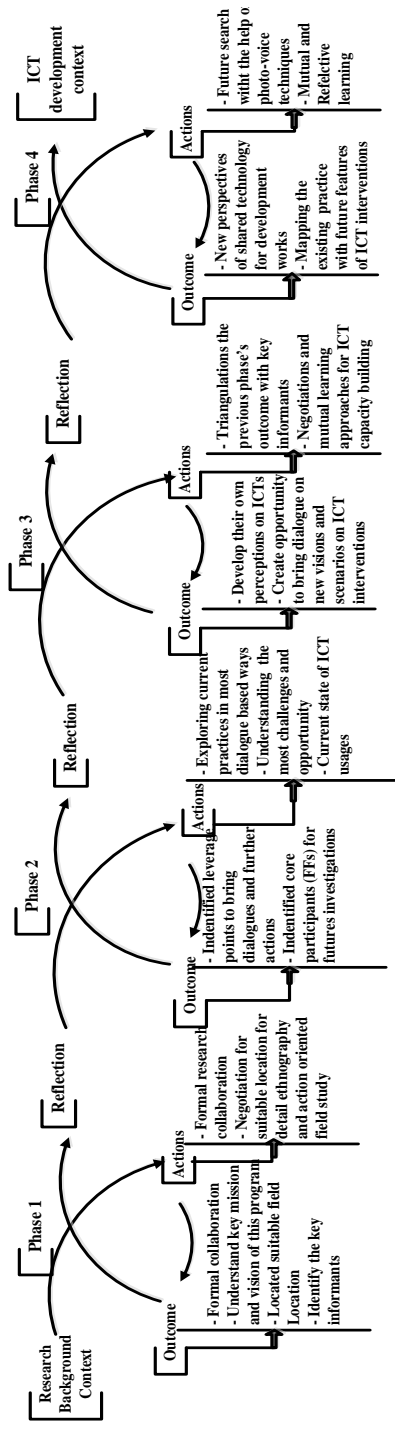 Research
Background
Context
Phase 1
Actions
- Formal research
collaboration
- Negotiation for
suitable location for
detail ethnography
and action oriented
field study
Outcome
- Formal collaboration
- Understand key mission
and vision of this program
- Located suitable field
Location
- Identify the key
informants
Reflection
Phase 2
Actions
- Exploring current
practices in most
dialogue based ways
- Understanding the
most challenges and
opportunity
- Current state of ICT
usages
Outcome
- Indentified leverage
points to bring
dialogues and further
actions
- Indentified core
participants (FFs) for
futures investigations
Reflection
Phase 3
Actions
- Triangulations the
previous phase's
outcome with key
informants
- Negotiations and
mutual learning
approaches for ICT
capacity building
Outcome
- Develop their own
perceptions on ICTs
- Create opportunity
to bring dialogue on
new visions and
scenarios on ICT
interventions
Reflection
Phase 4
Actions
- Future search
witht the help o
photo-voice
techniques
- Mutual and
Refelctive
learning
Outcome
- New perspectives
of shared technology
for development
works
- Mapping the
existing practice
with future features
of ICT interventions
ICT
development
context